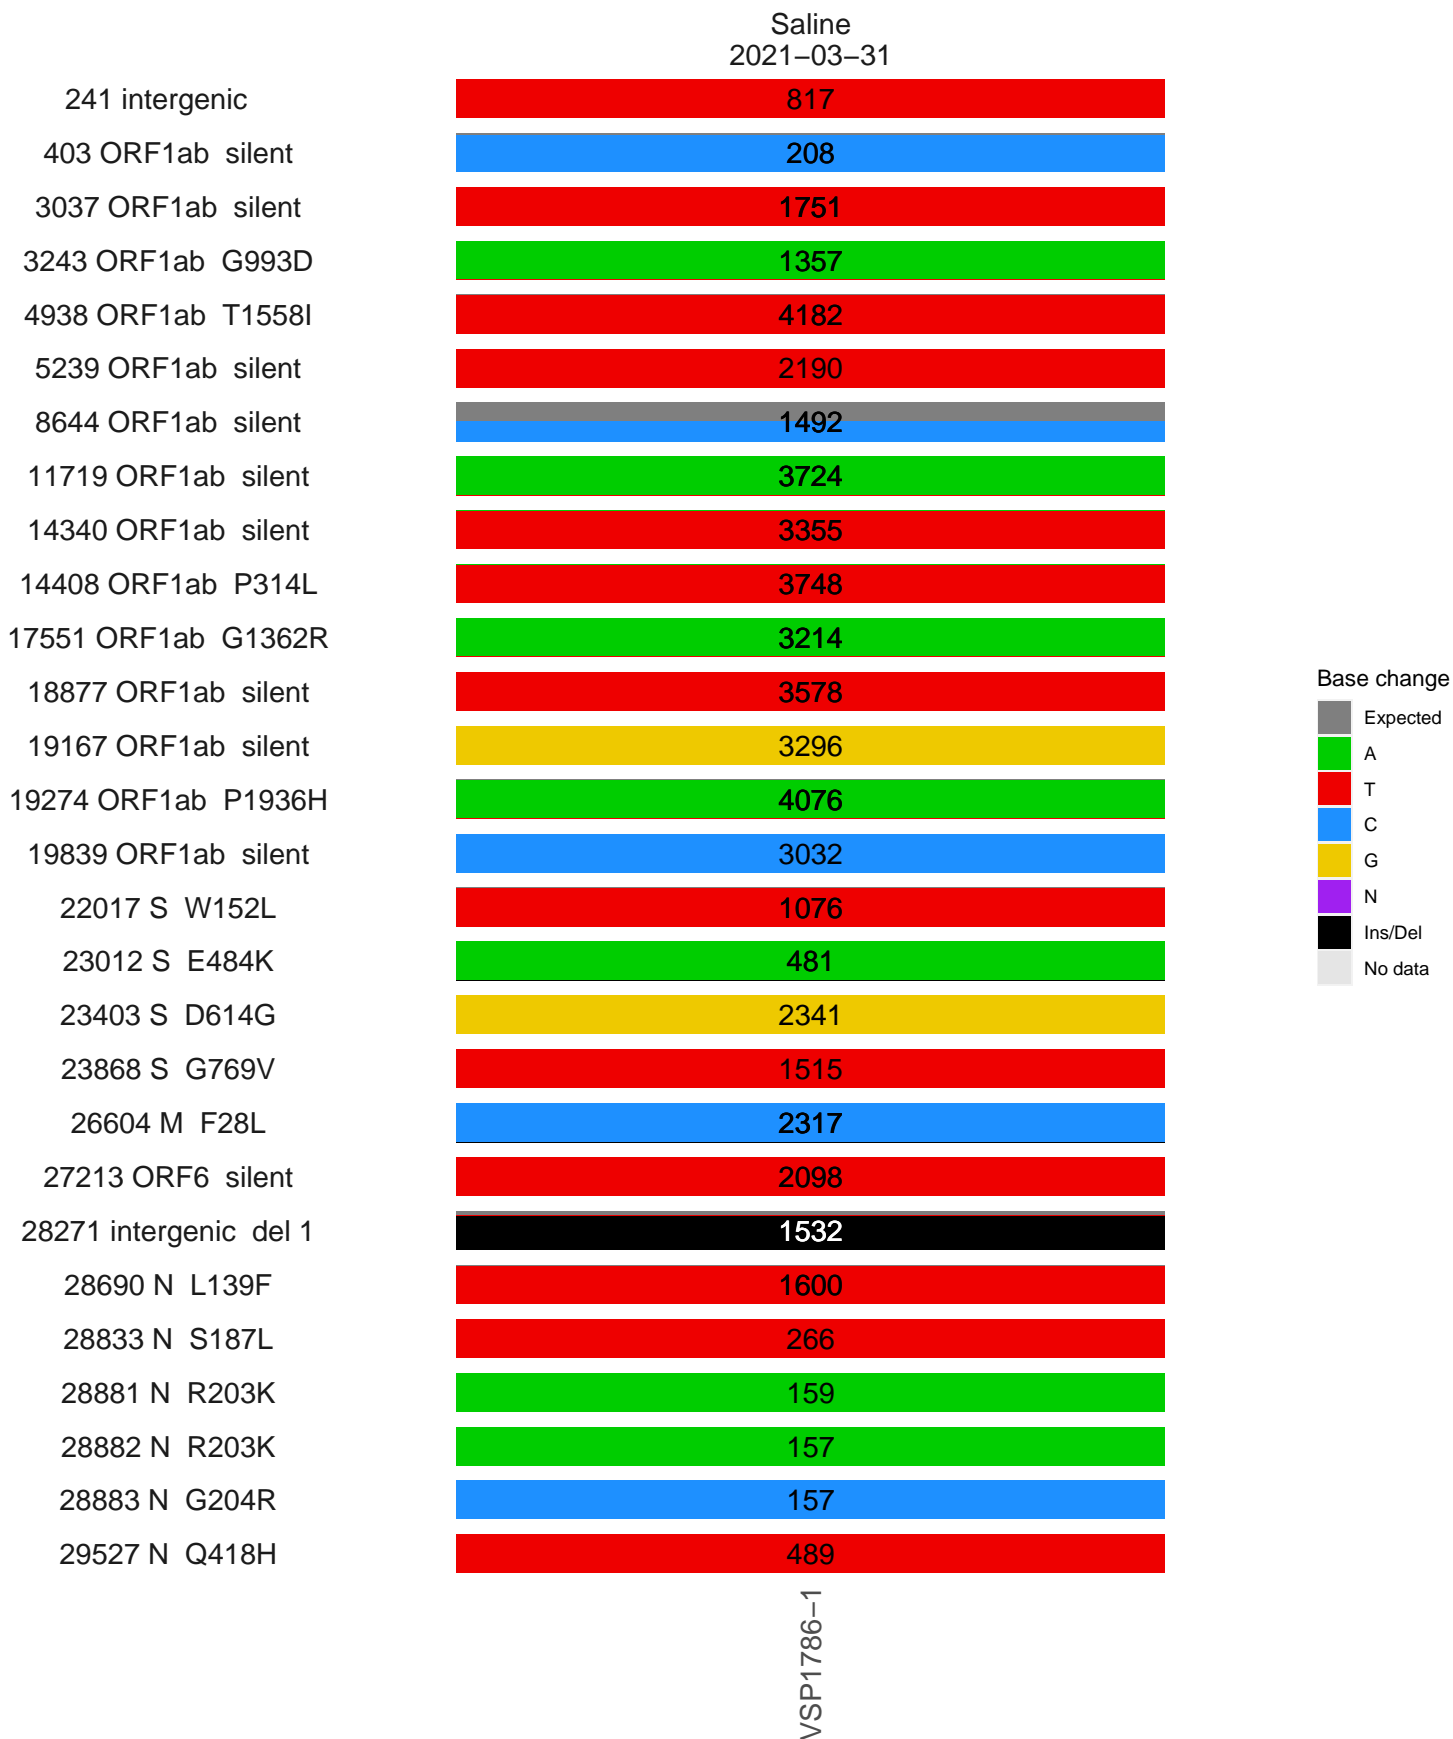 Saline
2021−03−31
241 intergenic 817
403 ORF1ab silent 208
3037 ORF1ab silent 1751
3243 ORF1ab G993D 1357
4938 ORF1ab T1558I 4182
5239 ORF1ab silent 2190
8644 ORF1ab silent 1492
11719 ORF1ab silent 3724
14340 ORF1ab silent 3355
14408 ORF1ab P314L 3748
17551 ORF1ab G1362R 3214
18877 ORF1ab silent 3578
19167 ORF1ab silent 3296
19274 ORF1ab P1936H 4076
19839 ORF1ab silent 3032
22017 S W152L 1076
23012 S E484K 481
23403 S D614G 2341
23868 S G769V 1515
26604 M F28L 2317
27213 ORF6 silent 2098
28271 intergenic del 1 1532
28690 N L139F 1600
28833 N S187L 266
28881 N R203K 159
28882 N R203K 157
28883 N G204R 157
29527 N Q418H 489
VSP1786−1
Base change
Expected
A
T
C
G
N
Ins/Del
No data